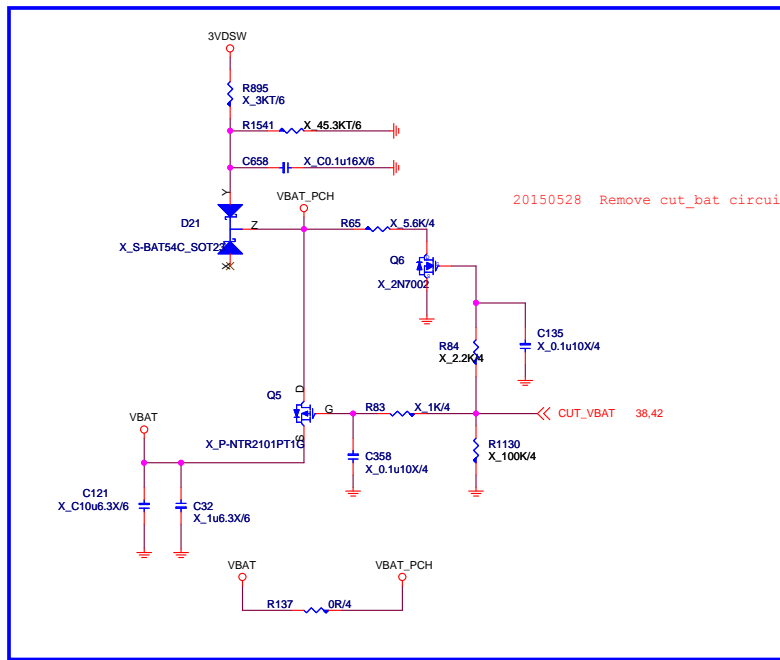 3VDSW
R895
X_3KT/6
R1541 X_45.3KT/6
C658 X_C0.1u16X/6
Y
VBAT_PCH
20150528 Remove cut_bat circui
D21
Z
R65 X_5.6K/4
X_S-BAT54C_SOT23
X
Q6
X_2N7002
C135
X_0.1u10X/4
R84
X_2.2K/4
Q5
D
G
S
R83 X_1K/4
CUT_VBAT 38,42
VBAT
X_P-NTR2101PT1G
R1130
X_100K/4
C358
X_0.1u10X/4
C121
X_C10u6.3X/6
C32
X_1u6.3X/6
VBAT
VBAT_PCH
R137 0R/4